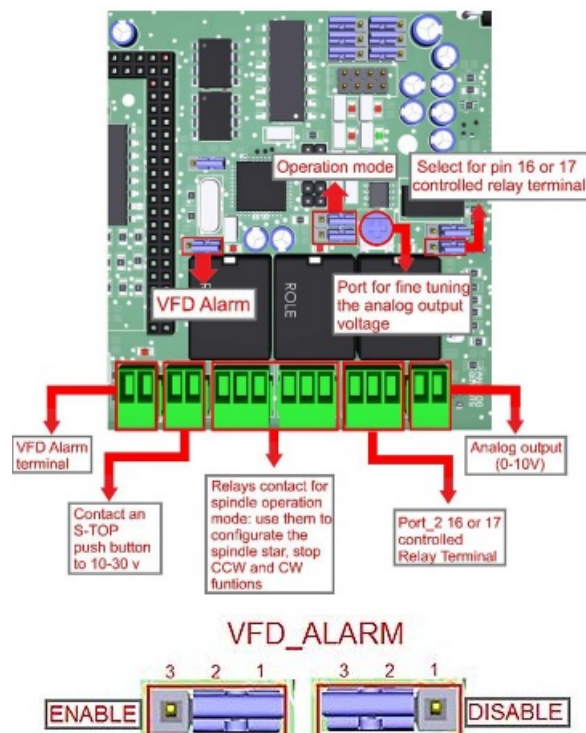 Operation mode
Select for pin 16 or 17
controlled relay terminal
VFD Alarm
ROLE
Port for fine tuning
the analog output
voltage
VFD Alarm
terminal
Contact an
S-TOP
push button
to 10-30 v
Relays contact for
spindle operation
mode: use them to
configurate the
spindle star, stop
CCW and CW
funtions
Port_2 16 or 17
controlled
Relay Terminal
Analog output
(0-10V)
VFD_ALARM
3 2 1
3 2 1
ENABLE
DISABLE